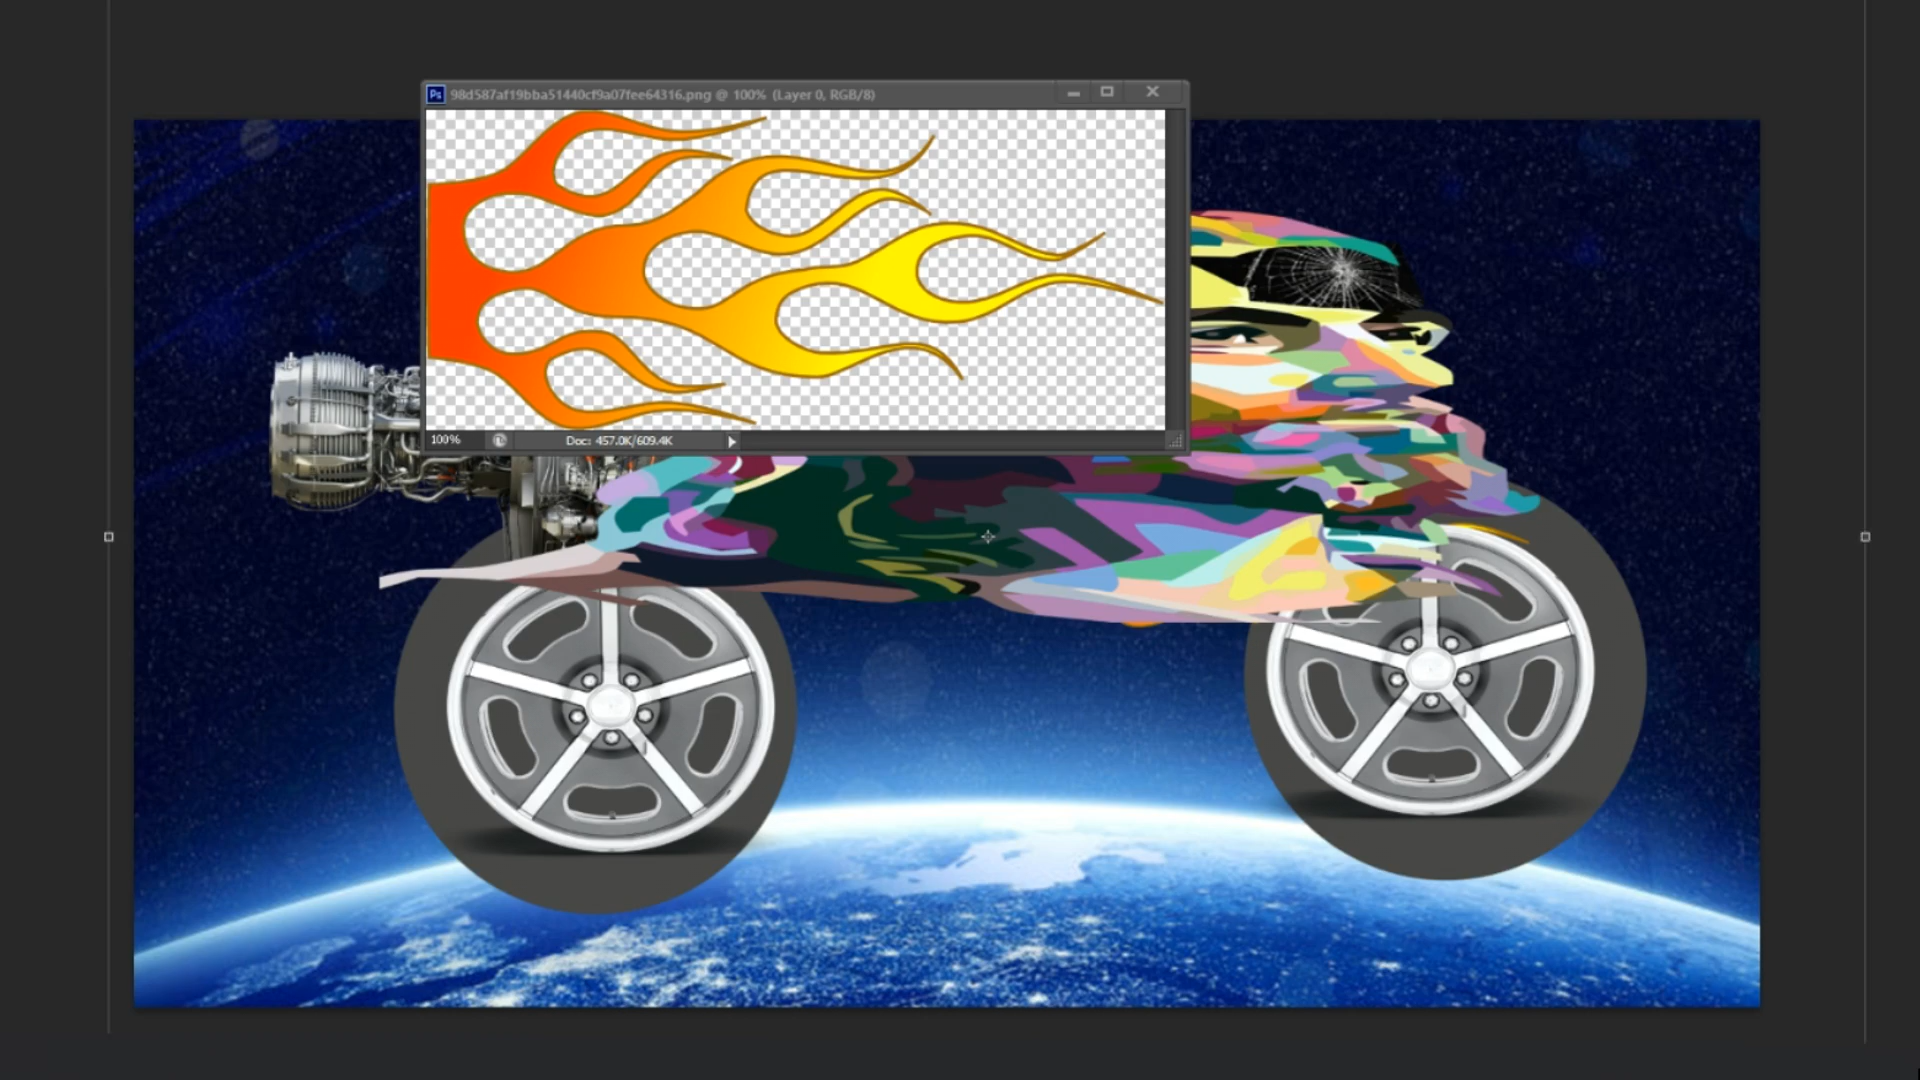 Ps 98d587af19bba51440cf9a07fee64316.png @ 100% (Layer 0, RGB/8)
100% Doc: 457.0K/609.4K